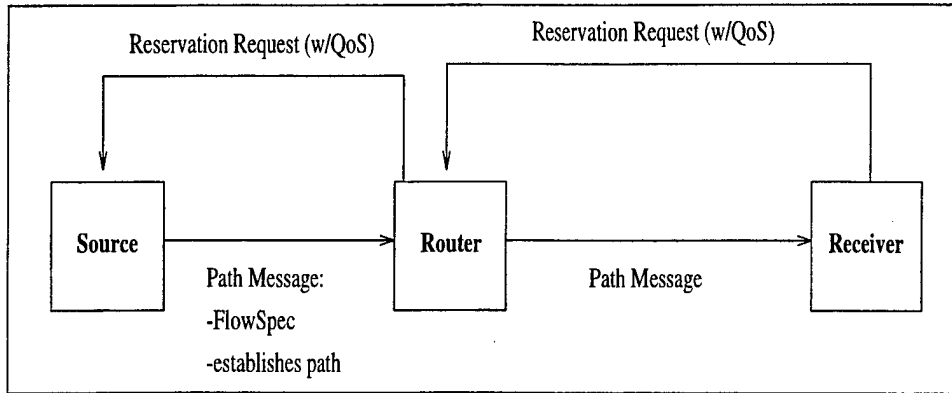 Reservation Request (w/QoS)
Reservation Request (w/QoS)
Source
Router
Receiver
Path Message:
-FlowSpec
-establishes path
Path Message